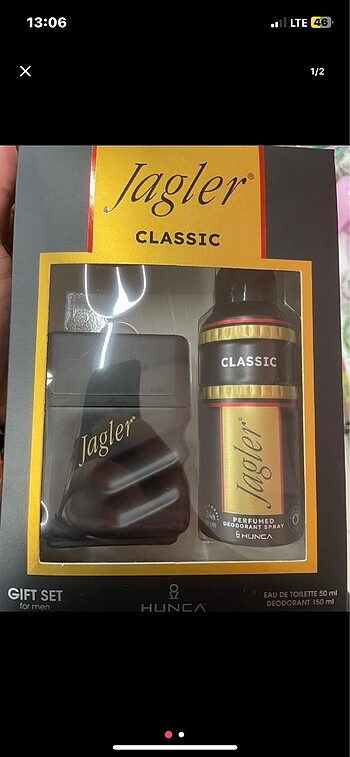 13:06
LTE 46
1/2
Jagler®
CLASSIC
CLASSIC
Jagler®
Jagler®
PERFUMED
DEODORANT SPRAY
HUNCA
GIFT SET
for men
HUNCA
EAU DE TOILETTE 50 ml
DEODORANT 150 ml